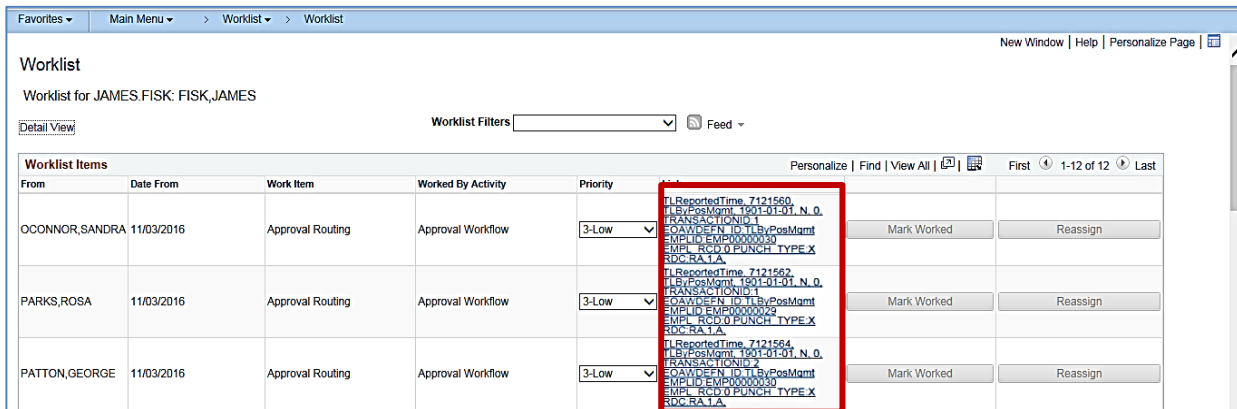 Favorites Main Menu > Worklist > Worklist
New Window | Help | Personalize Page |
Worklist
Worklist for JAMES.FISK: FISK,JAMES
Detail View Worklist Filters Feed
Worklist Items Personalize | Find | View All | | First 1-12 of 12 Last
From Date From Work Item Worked By Activity Priority
OCONNOR,SANDRA 11/03/2016 Approval Routing Approval Workflow 3-Low
TLReportedTime, 7121560,
TLByPosMgmt, 1901-01-01, N, 0,
TRANSACTIONID:1
EOAWDEFN_ID:TLByPosMgmt
EMPLID:EMP00000030
EMPL_RCD:0 PUNCH_TYPE:X
RDC:RA,1,A,
Mark Worked Reassign
PARKS,ROSA 11/03/2016 Approval Routing Approval Workflow 3-Low
TLReportedTime, 7121562,
TLByPosMgmt, 1901-01-01, N, 0,
TRANSACTIONID:1
EOAWDEFN_ID:TLByPosMgmt
EMPLID:EMP00000029
EMPL_RCD:0 PUNCH_TYPE:X
RDC:RA,1,A,
Mark Worked Reassign
PATTON,GEORGE 11/03/2016 Approval Routing Approval Workflow 3-Low
TLReportedTime, 7121564,
TLByPosMgmt, 1901-01-01, N, 0,
TRANSACTIONID:2
EOAWDEFN_ID:TLByPosMgmt
EMPLID:EMP00000030
EMPL_RCD:0 PUNCH_TYPE:X
RDC:RA,1,A,
Mark Worked Reassign